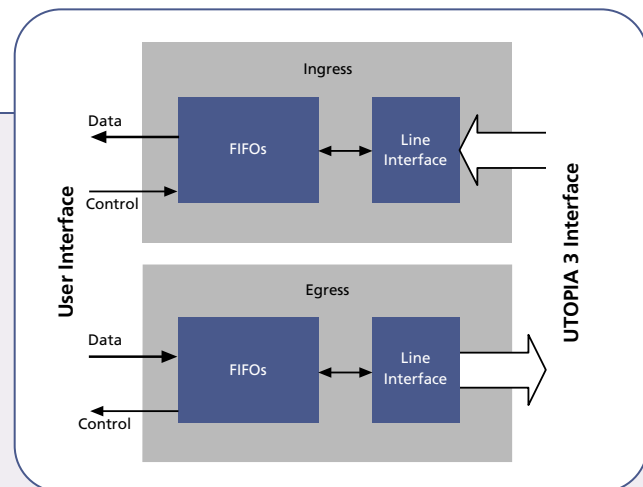 Ingress
Data
FIFOs
Line
Interface
Control
User Interface
UTOPIA 3 Interface
Egress
Data
FIFOs
Line
Interface
Control